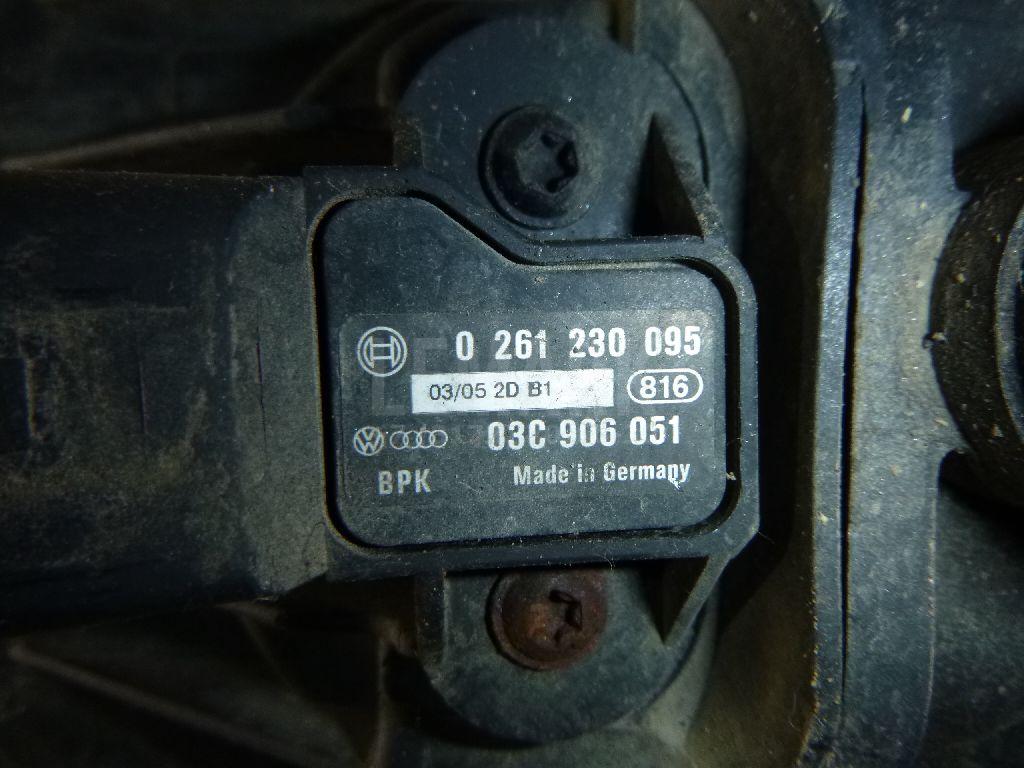 0 261 230 095
03/05 2D B1 816
03C 906 051
BPK Made in Germany